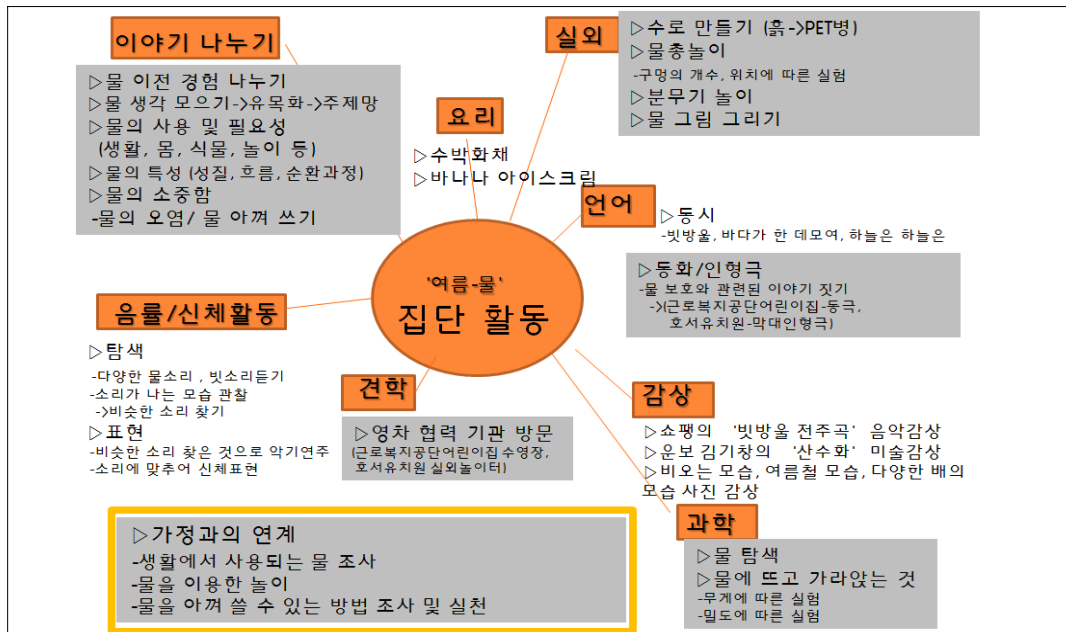 이야기 나누기
▷물 이전 경험 나누기
▷물 생각 모으기->유목화->주제망
▷물의 사용 및 필요성
(생활, 몸, 식물, 놀이 등)
▷물의 특성 (성질, 흐름, 순환과정)
▷물의 소중함
-물의 오염/ 물 아껴 쓰기
실외
▷수로 만들기 (흙->PET병)
▷물총놀이
-구멍의 개수, 위치에 따른 실험
▷분무기 놀이
▷물 그림 그리기
요리
▷수박화채
▷바나나 아이스크림
언어
▷동시
-빗방울, 바다가 한 데모여, 하늘은 하늘은
▷동화/인형극
-물 보호와 관련된 이야기 짓기
->(근로복지공단어린이집-동극,
호서유치원-막대인형극)
'여름-물'
집단 활동
음률/신체활동
▷탐색
-다양한 물소리 , 빗소리듣기
-소리가 나는 모습 관찰
->비슷한 소리 찾기
▷표현
-비슷한 소리 찾은 것으로 악기연주
-소리에 맞추어 신체표현
견학
▷영차 협력 기관 방문
(근로복지공단어린이집 수영장,
호서유치원 실외놀이터)
감상
▷쇼팽의 '빗방울 전주곡' 음악감상
▷운보 김기창의 '산수화' 미술감상
▷비오는 모습, 여름철 모습, 다양한 배의
모습 사진 감상
과학
▷물 탐색
▷물에 뜨고 가라앉는 것
-무게에 따른 실험
-밀도에 따른 실험
▷가정과의 연계
-생활에서 사용되는 물 조사
-물을 이용한 놀이
-물을 아껴 쓸 수 있는 방법 조사 및 실천